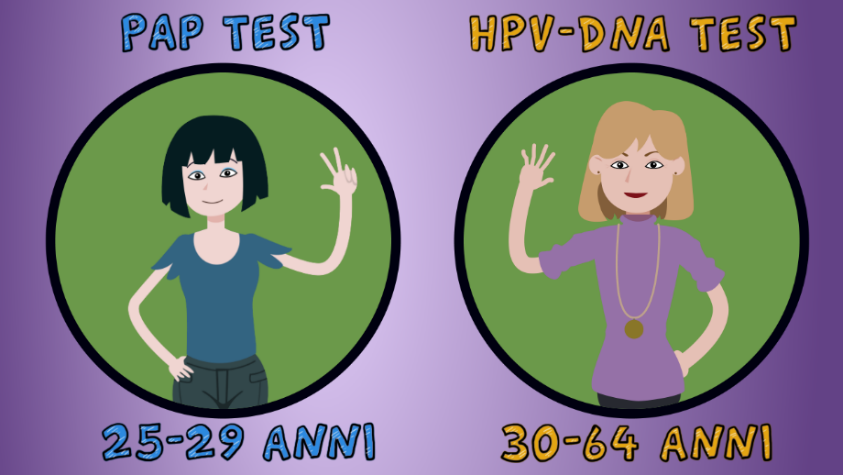 PAP TEST
HPV-DNA TEST
25-29 ANNI
30-64 ANNI